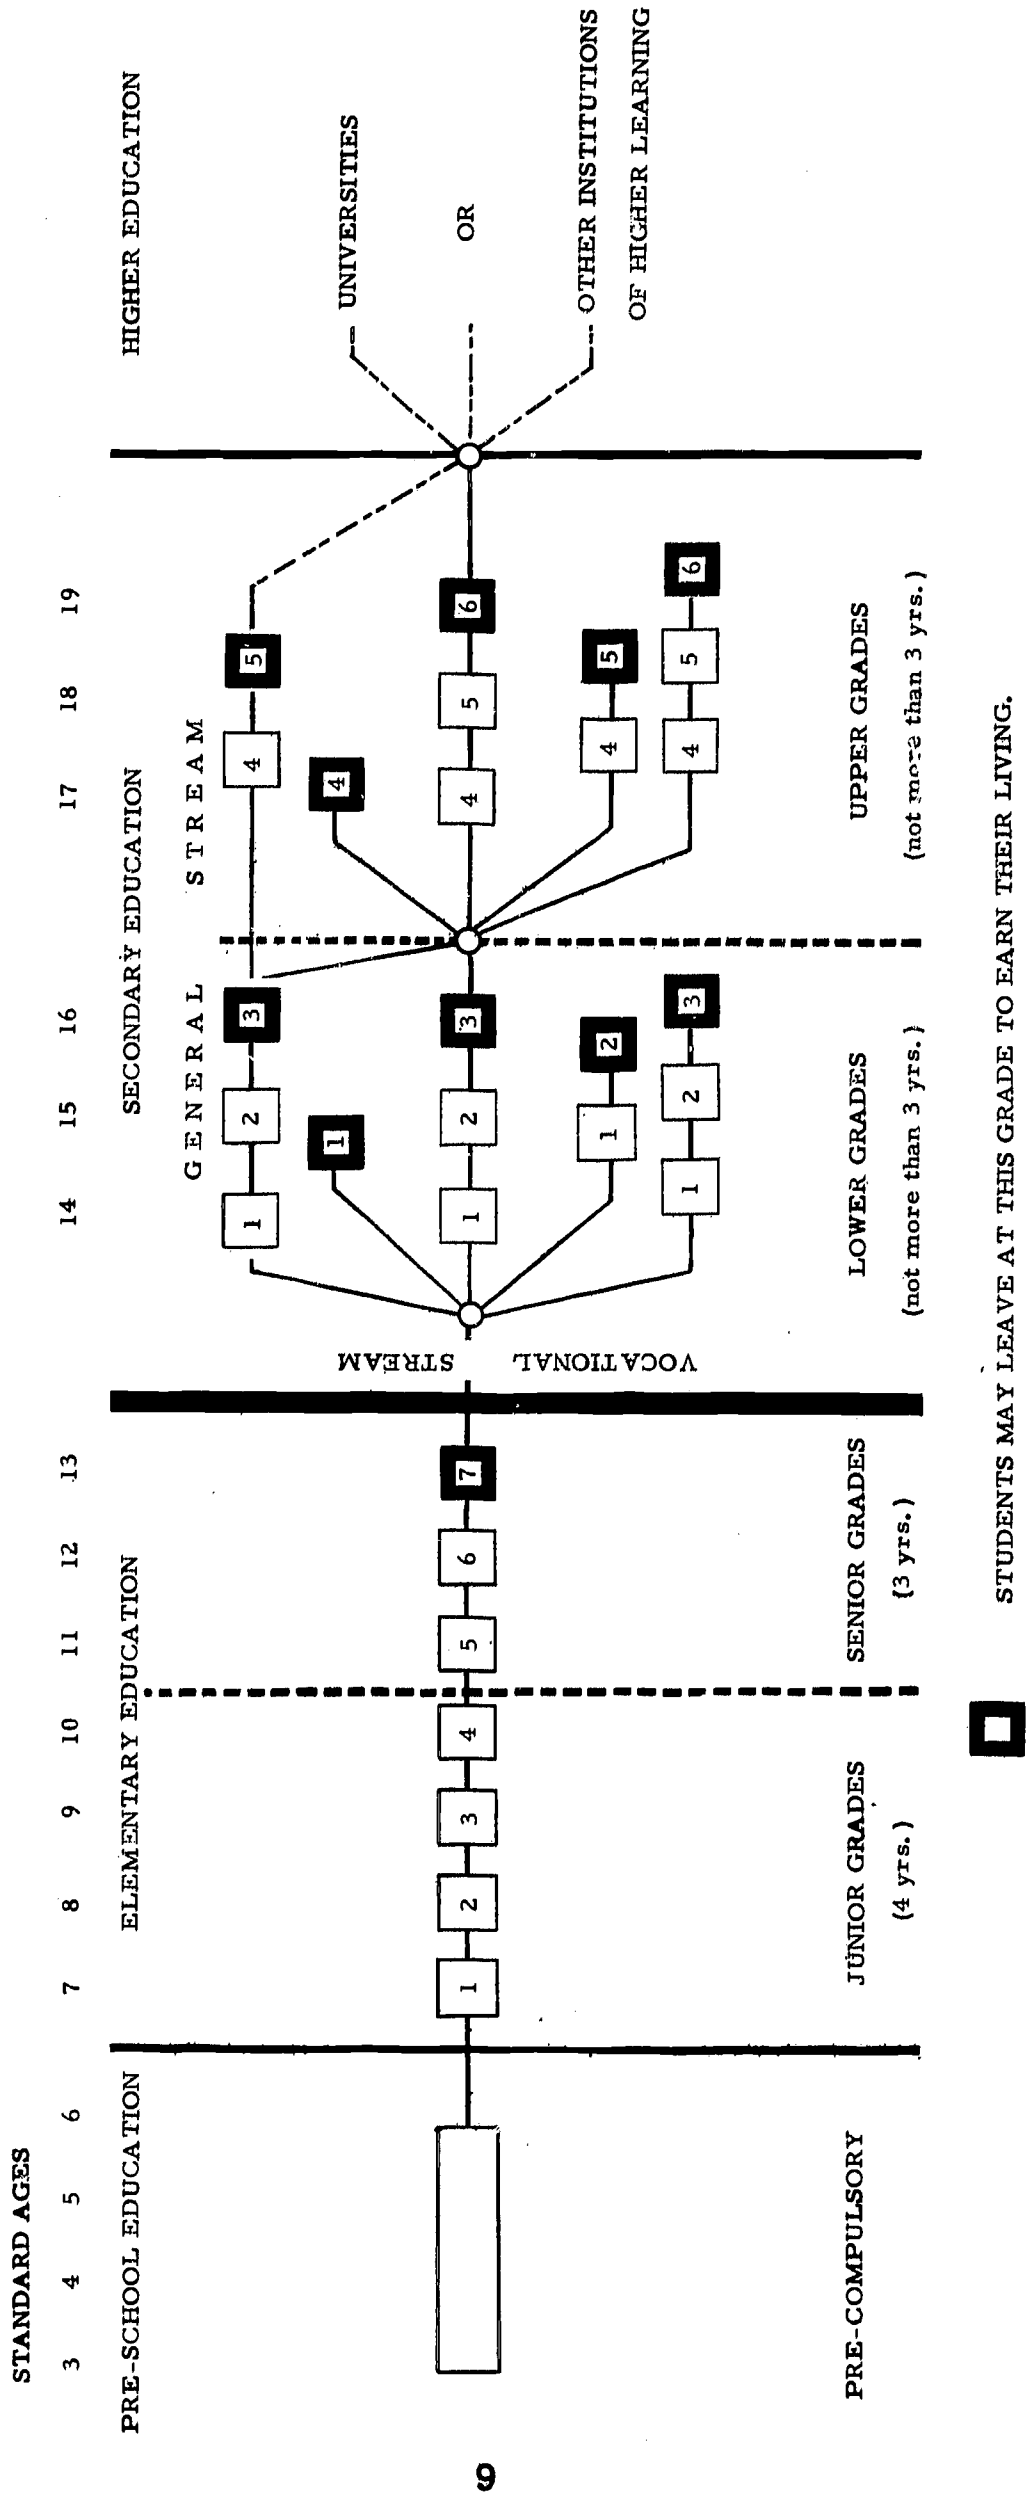 STANDARD AGES
3 4 5 6 7 8 9 10 11 12 13 14 15 16 17 18 19
PRE-SCHOOL EDUCATION ELEMENTARY EDUCATION SECONDARY EDUCATION HIGHER EDUCATION
GENERAL STREAM
1 2 3 4 5
1 4
UNIVERSITIES
VOCATIONAL STREAM
1 2 3 4 5 6 7 1 2 3 4 5 6
OR
1 2 4 5
OTHER INSTITUTIONS
OF HIGHER LEARNING
1 2 3 4 5 6
PRE-COMPULSORY JUNIOR GRADES SENIOR GRADES LOWER GRADES UPPER GRADES
(4 yrs.) (3 yrs.) (not more than 3 yrs.) (not more than 3 yrs.)
STUDENTS MAY LEAVE AT THIS GRADE TO EARN THEIR LIVING.
9